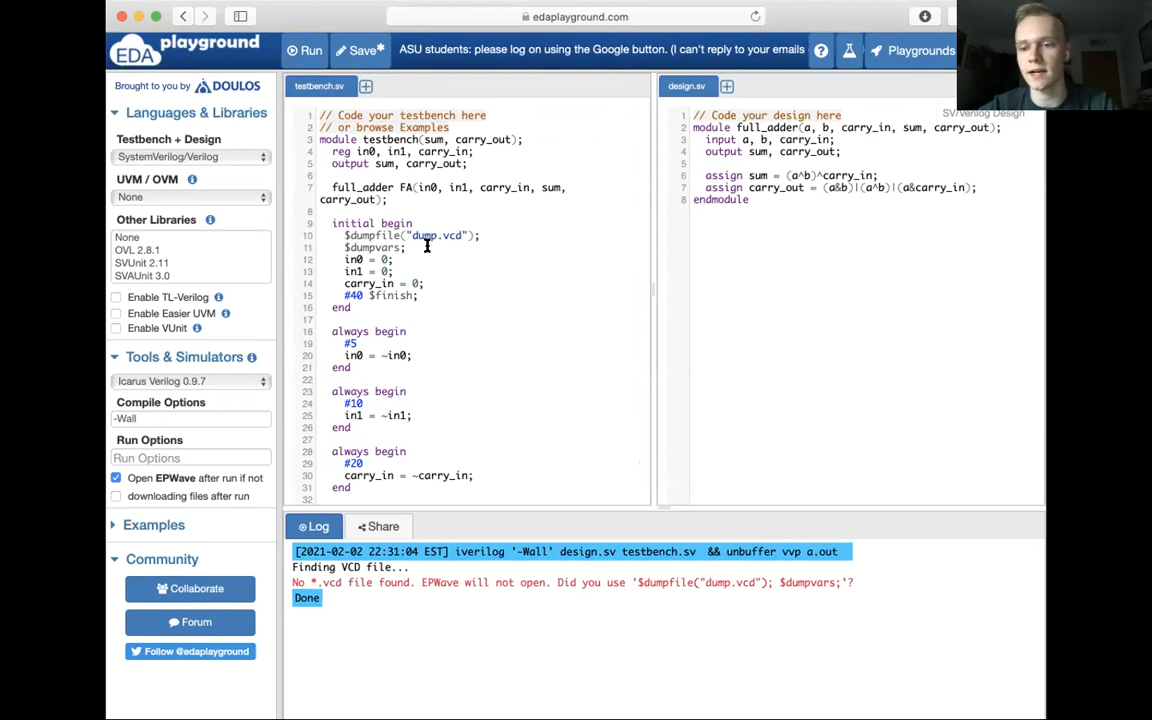 edaplayground.com
EDA playground
Run
Save*
ASU students: please log on using the Google button. (I can't reply to your emails
Playgrounds
Brought to you by DOULOS
Languages & Libraries
Testbench + Design
SystemVerilog/Verilog
UVM / OVM
None
Other Libraries
None
OVL 2.8.1
SVUnit 2.11
SVAUnit 3.0
Enable TL-Verilog
Enable Easier UVM
Enable VUnit
Tools & Simulators
Icarus Verilog 0.9.7
Compile Options
-Wall
Run Options
Run Options
Open EPWave after run if not
downloading files after run
Examples
Community
Collaborate
Forum
Follow @edaplayground
testbench.sv
1 // Code your testbench here
2 // or browse Examples
3 module testbench(sum, carry_out);
4 reg in0, in1, carry_in;
5 output sum, carry_out;
6
7 full_adder FA(in0, in1, carry_in, sum,
carry_out);
8
9 initial begin
10 $dumpfile("dump.vcd");
11 $dumpvars;
12 in0 = 0;
13 in1 = 0;
14 carry_in = 0;
15 #40 $finish;
16 end
17
18 always begin
19 #5
20 in0 = ~in0;
21 end
22
23 always begin
24 #10
25 in1 = ~in1;
26 end
27
28 always begin
29 #20
30 carry_in = ~carry_in;
31 end
32
design.sv
SV/Verilog Design
1 // Code your design here
2 module full_adder(a, b, carry_in, sum, carry_out);
3 input a, b, carry_in;
4 output sum, carry_out;
5
6 assign sum = (a^b)^carry_in;
7 assign carry_out = (a&b)|(a^b)|(a&carry_in);
8 endmodule
Log
Share
[2021-02-02 22:31:04 EST] iverilog '-Wall' design.sv testbench.sv && unbuffer vvp a.out
Finding VCD file...
No *.vcd file found. EPWave will not open. Did you use '$dumpfile("dump.vcd"); $dumpvars;'?
Done